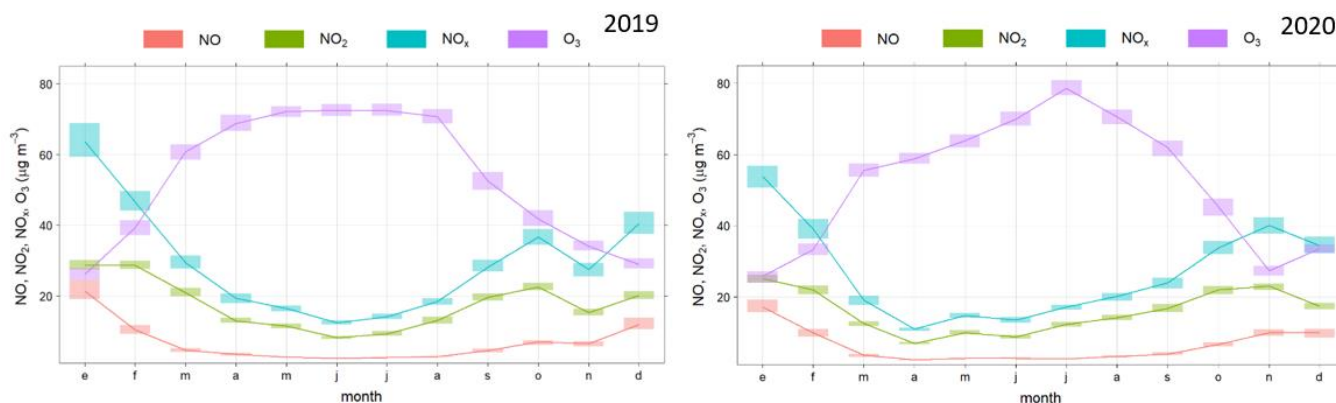 2019
NO NO₂ NOₓ O₃
NO, NO₂, NOₓ, O₃ (μg m⁻³)
80
60
40
20
e f m a m j j a s o n d
month
2020
NO NO₂ NOₓ O₃
NO, NO₂, NOₓ, O₃ (μg m⁻³)
80
60
40
20
e f m a m j j a s o n d
month